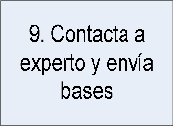 9. Contacta a
experto y envía
bases